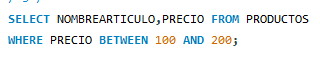 SELECT NOMBREARTICULO,PRECIO FROM PRODUCTOS
WHERE PRECIO BETWEEN 100 AND 200;